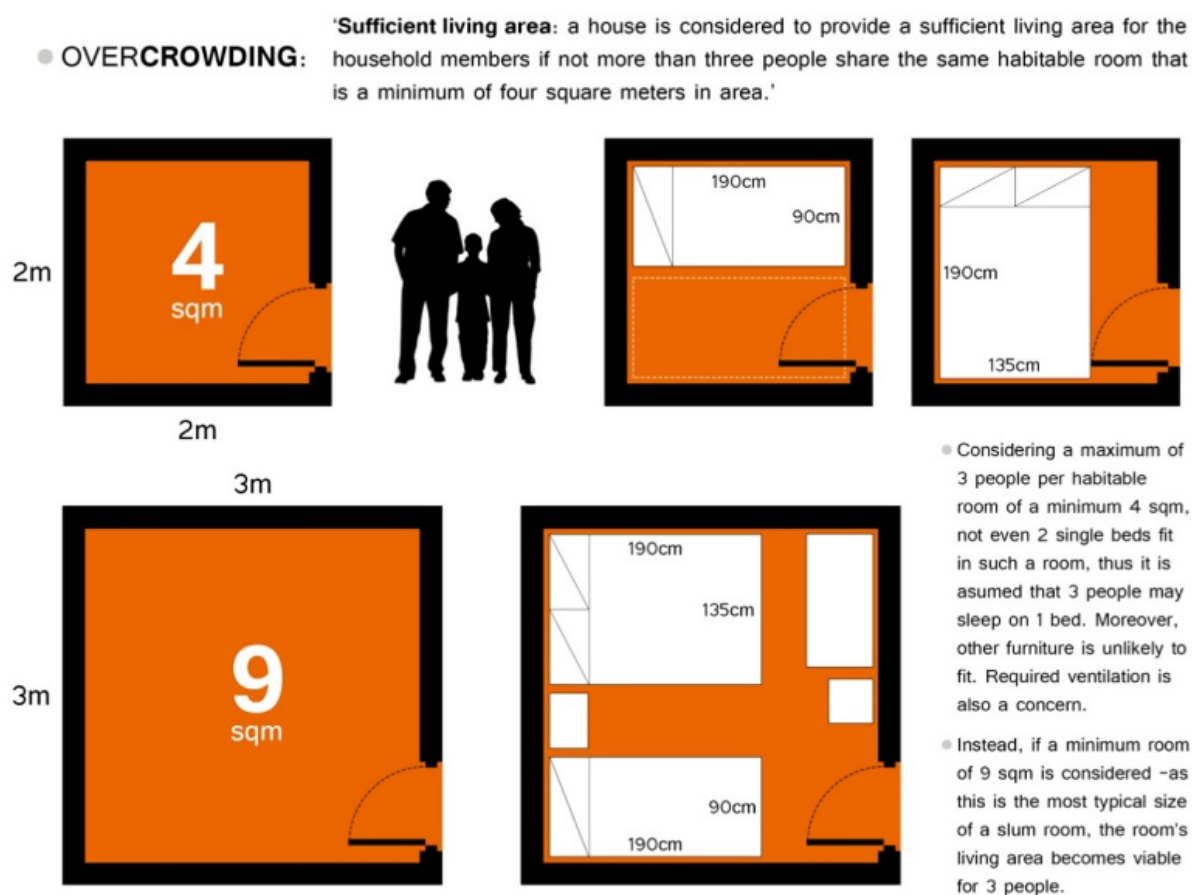 'Sufficient living area: a house is considered to provide a sufficient living area for the
OVERCROWDING: household members if not more than three people share the same habitable room that
is a minimum of four square meters in area.'
2m
4
sqm
2m
190cm
90cm
190cm
135cm
3m
3m
9
sqm
190cm
135cm
90cm
190cm
Considering a maximum of
3 people per habitable
room of a minimum 4 sqm,
not even 2 single beds fit
in such a room, thus it is
asumed that 3 people may
sleep on 1 bed. Moreover,
other furniture is unlikely to
fit. Required ventilation is
also a concern.
Instead, if a minimum room
of 9 sqm is considered -as
this is the most typical size
of a slum room, the room's
living area becomes viable
for 3 people.